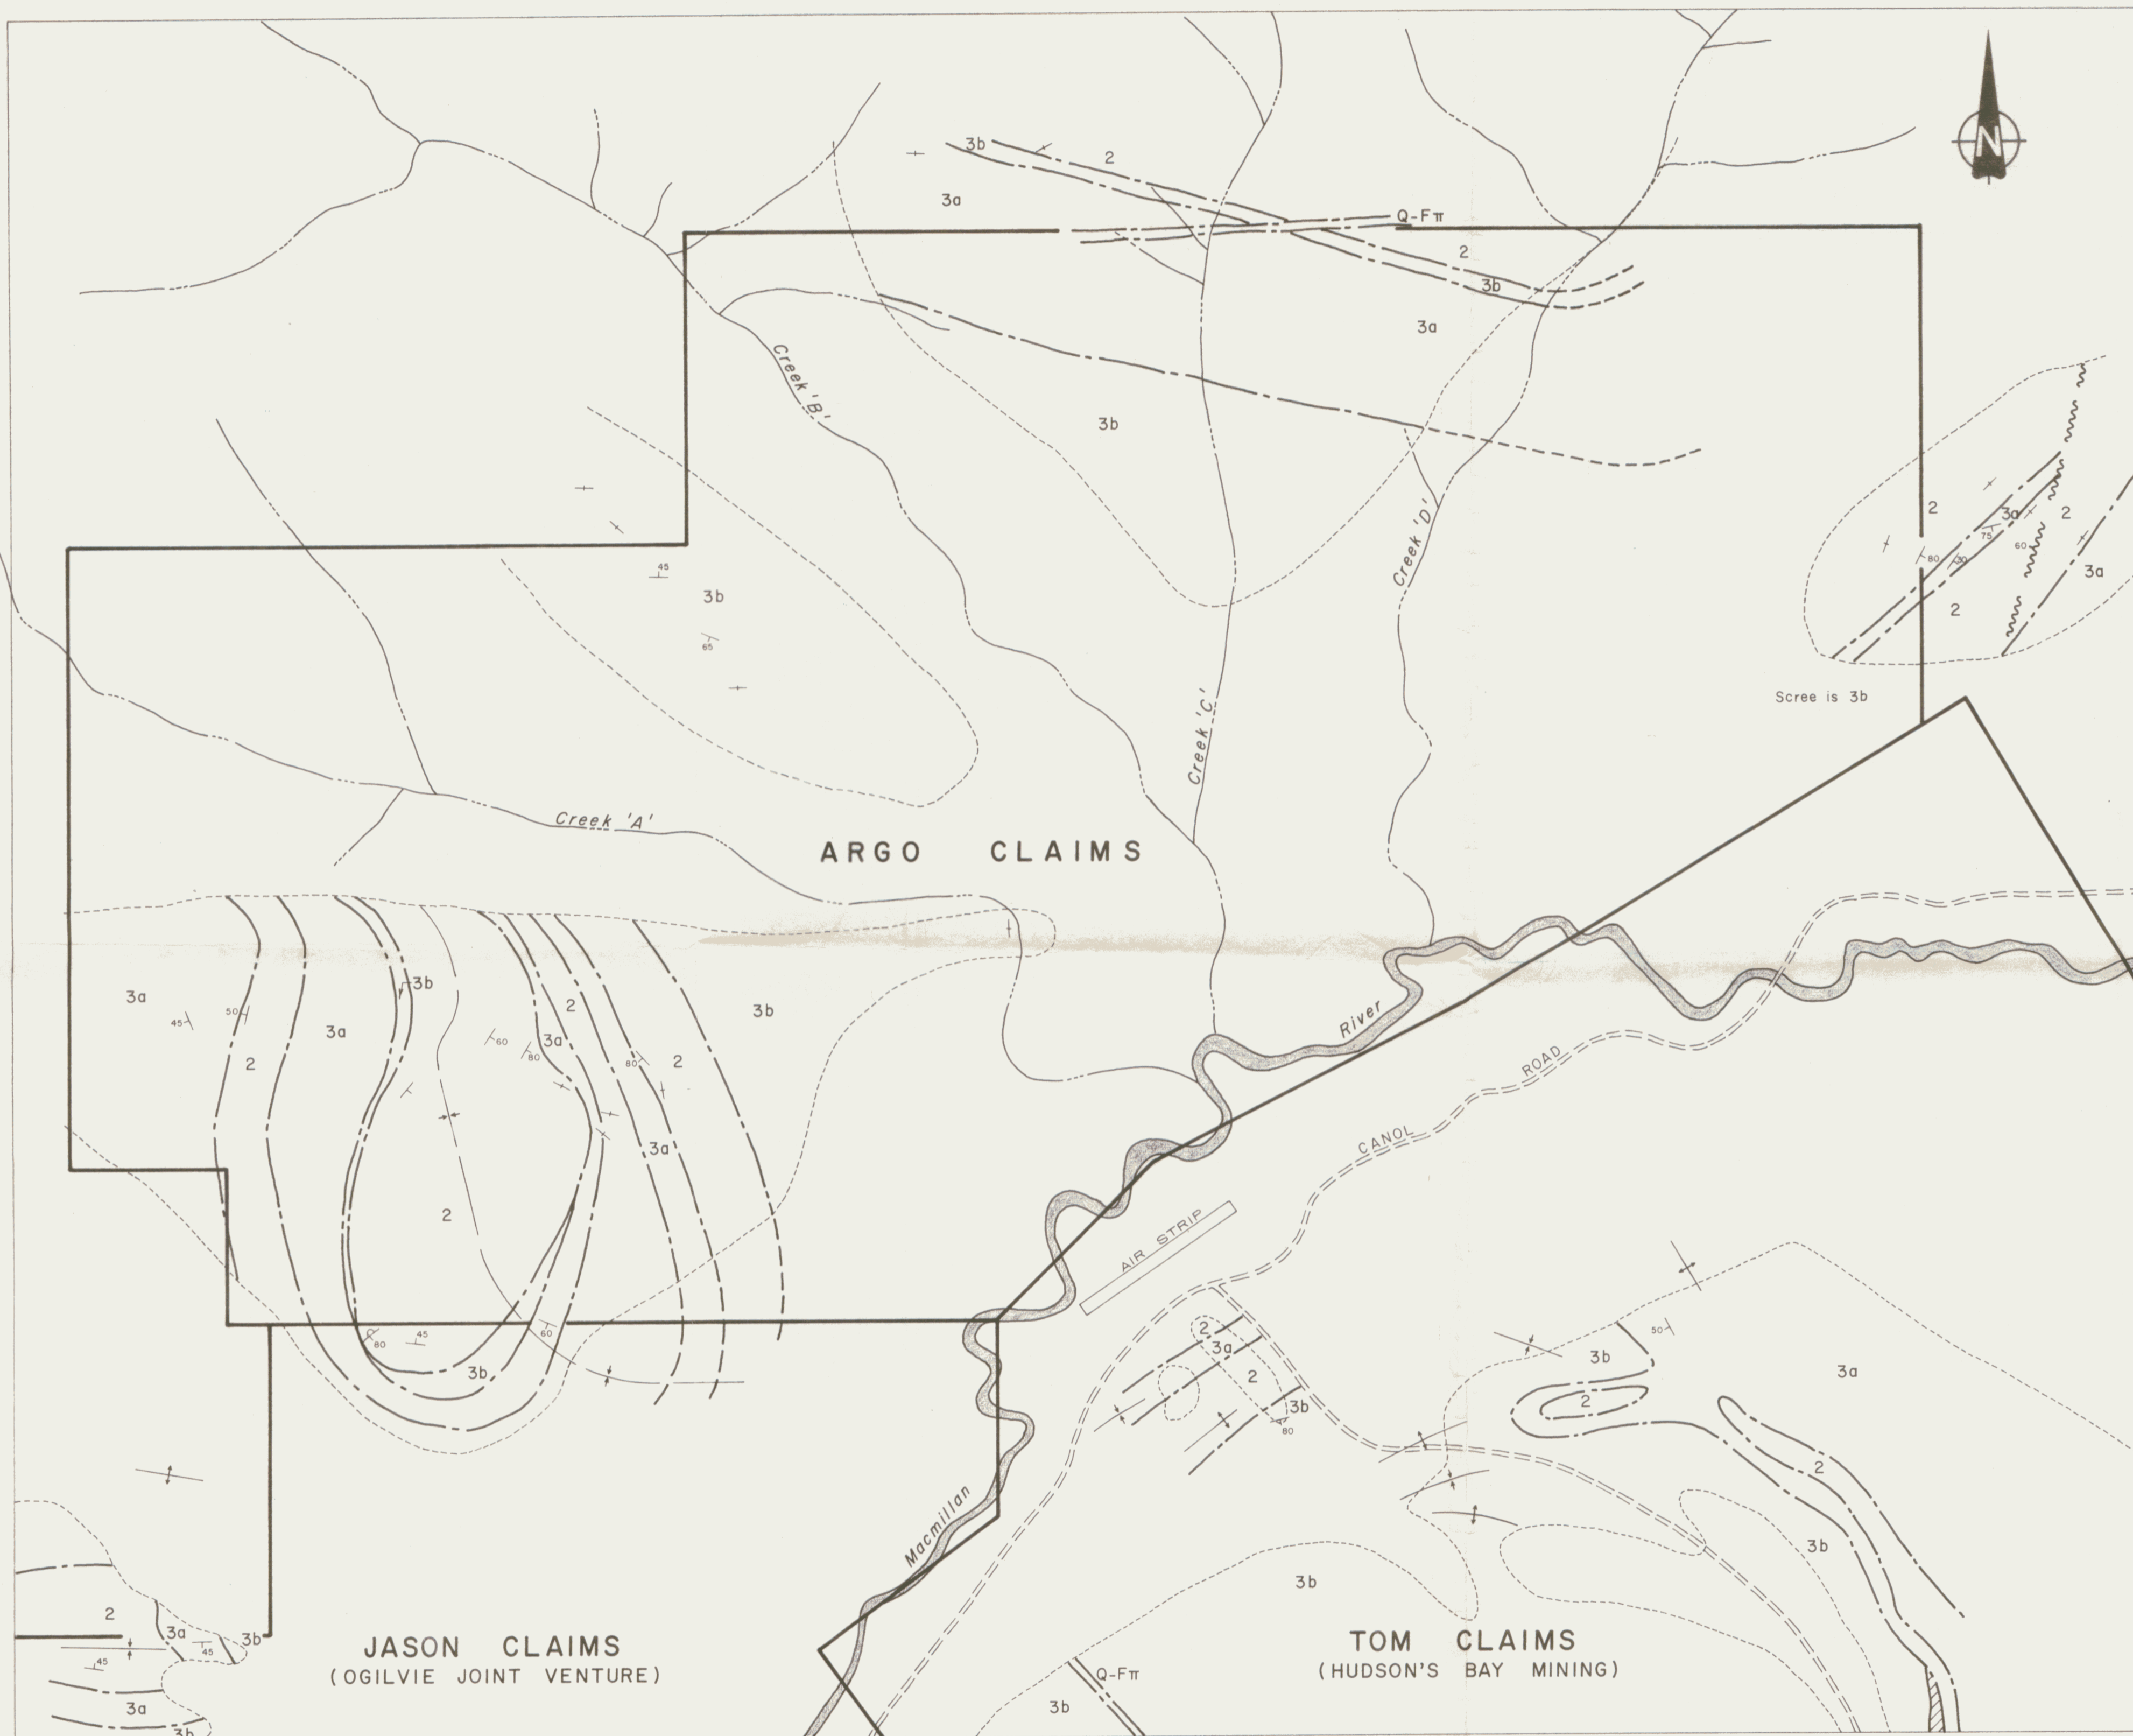 N
3b
2
3a
Q-Fπ
2
3b
3a
Creek 'B'
3b
Creek 'D'
2
3a
2
75
60
80
3a
2
45
3b
65
Scree is 3b
Creek 'C'
Creek 'A'
ARGO CLAIMS
3a
45
50
3b
3a
2
2
60
3a
80
3b
80
2
3a
River
ROAD
CANOL
2
AIR STRIP
80
45
60
3b
2
3a
2
3b
80
3b
50
3a
2
2
3b
Macmillan
3b
2
3a
45
3b
45
3a
3b
JASON CLAIMS
(OGILVIE JOINT VENTURE)
TOM CLAIMS
(HUDSON'S BAY MINING)
Q-Fπ
3b